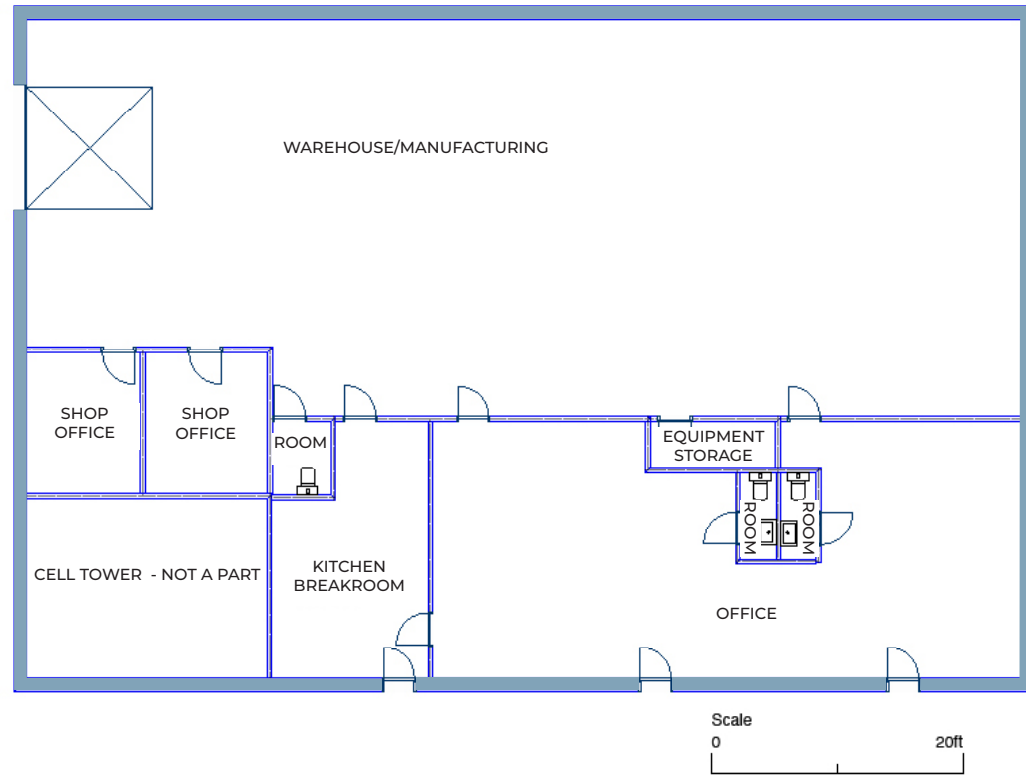 WAREHOUSE/MANUFACTURING
SHOP
OFFICE
SHOP
OFFICE
ROOM
EQUIPMENT
STORAGE
ROOM
ROOM
CELL TOWER - NOT A PART
KITCHEN
BREAKROOM
OFFICE
Scale
0
20ft